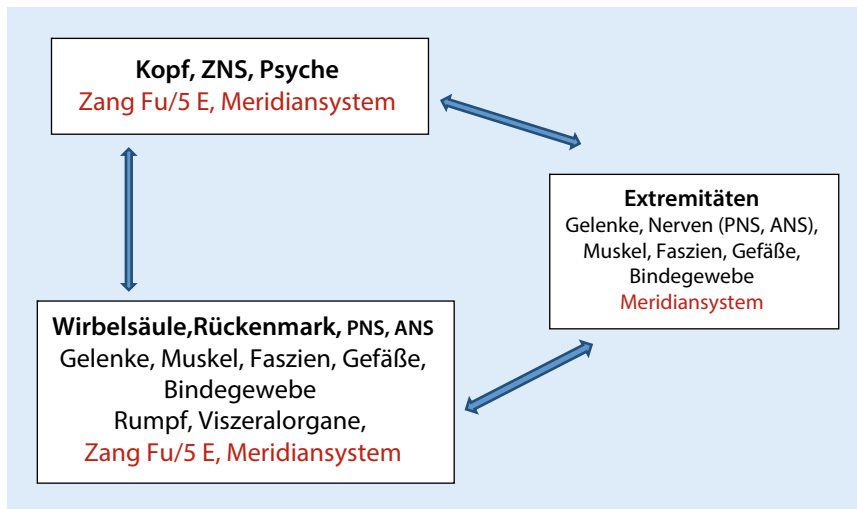 Kopf, ZNS, Psyche
Zang Fu/5 E, Meridiansystem
Extremitäten
Gelenke, Nerven (PNS, ANS),
Muskel, Faszien, Gefäße,
Bindegewebe
Meridiansystem
Wirbelsäule,Rückenmark, PNS, ANS
Gelenke, Muskel, Faszien, Gefäße,
Bindegewebe
Rumpf, Viszeralorgane,
Zang Fu/5 E, Meridiansystem